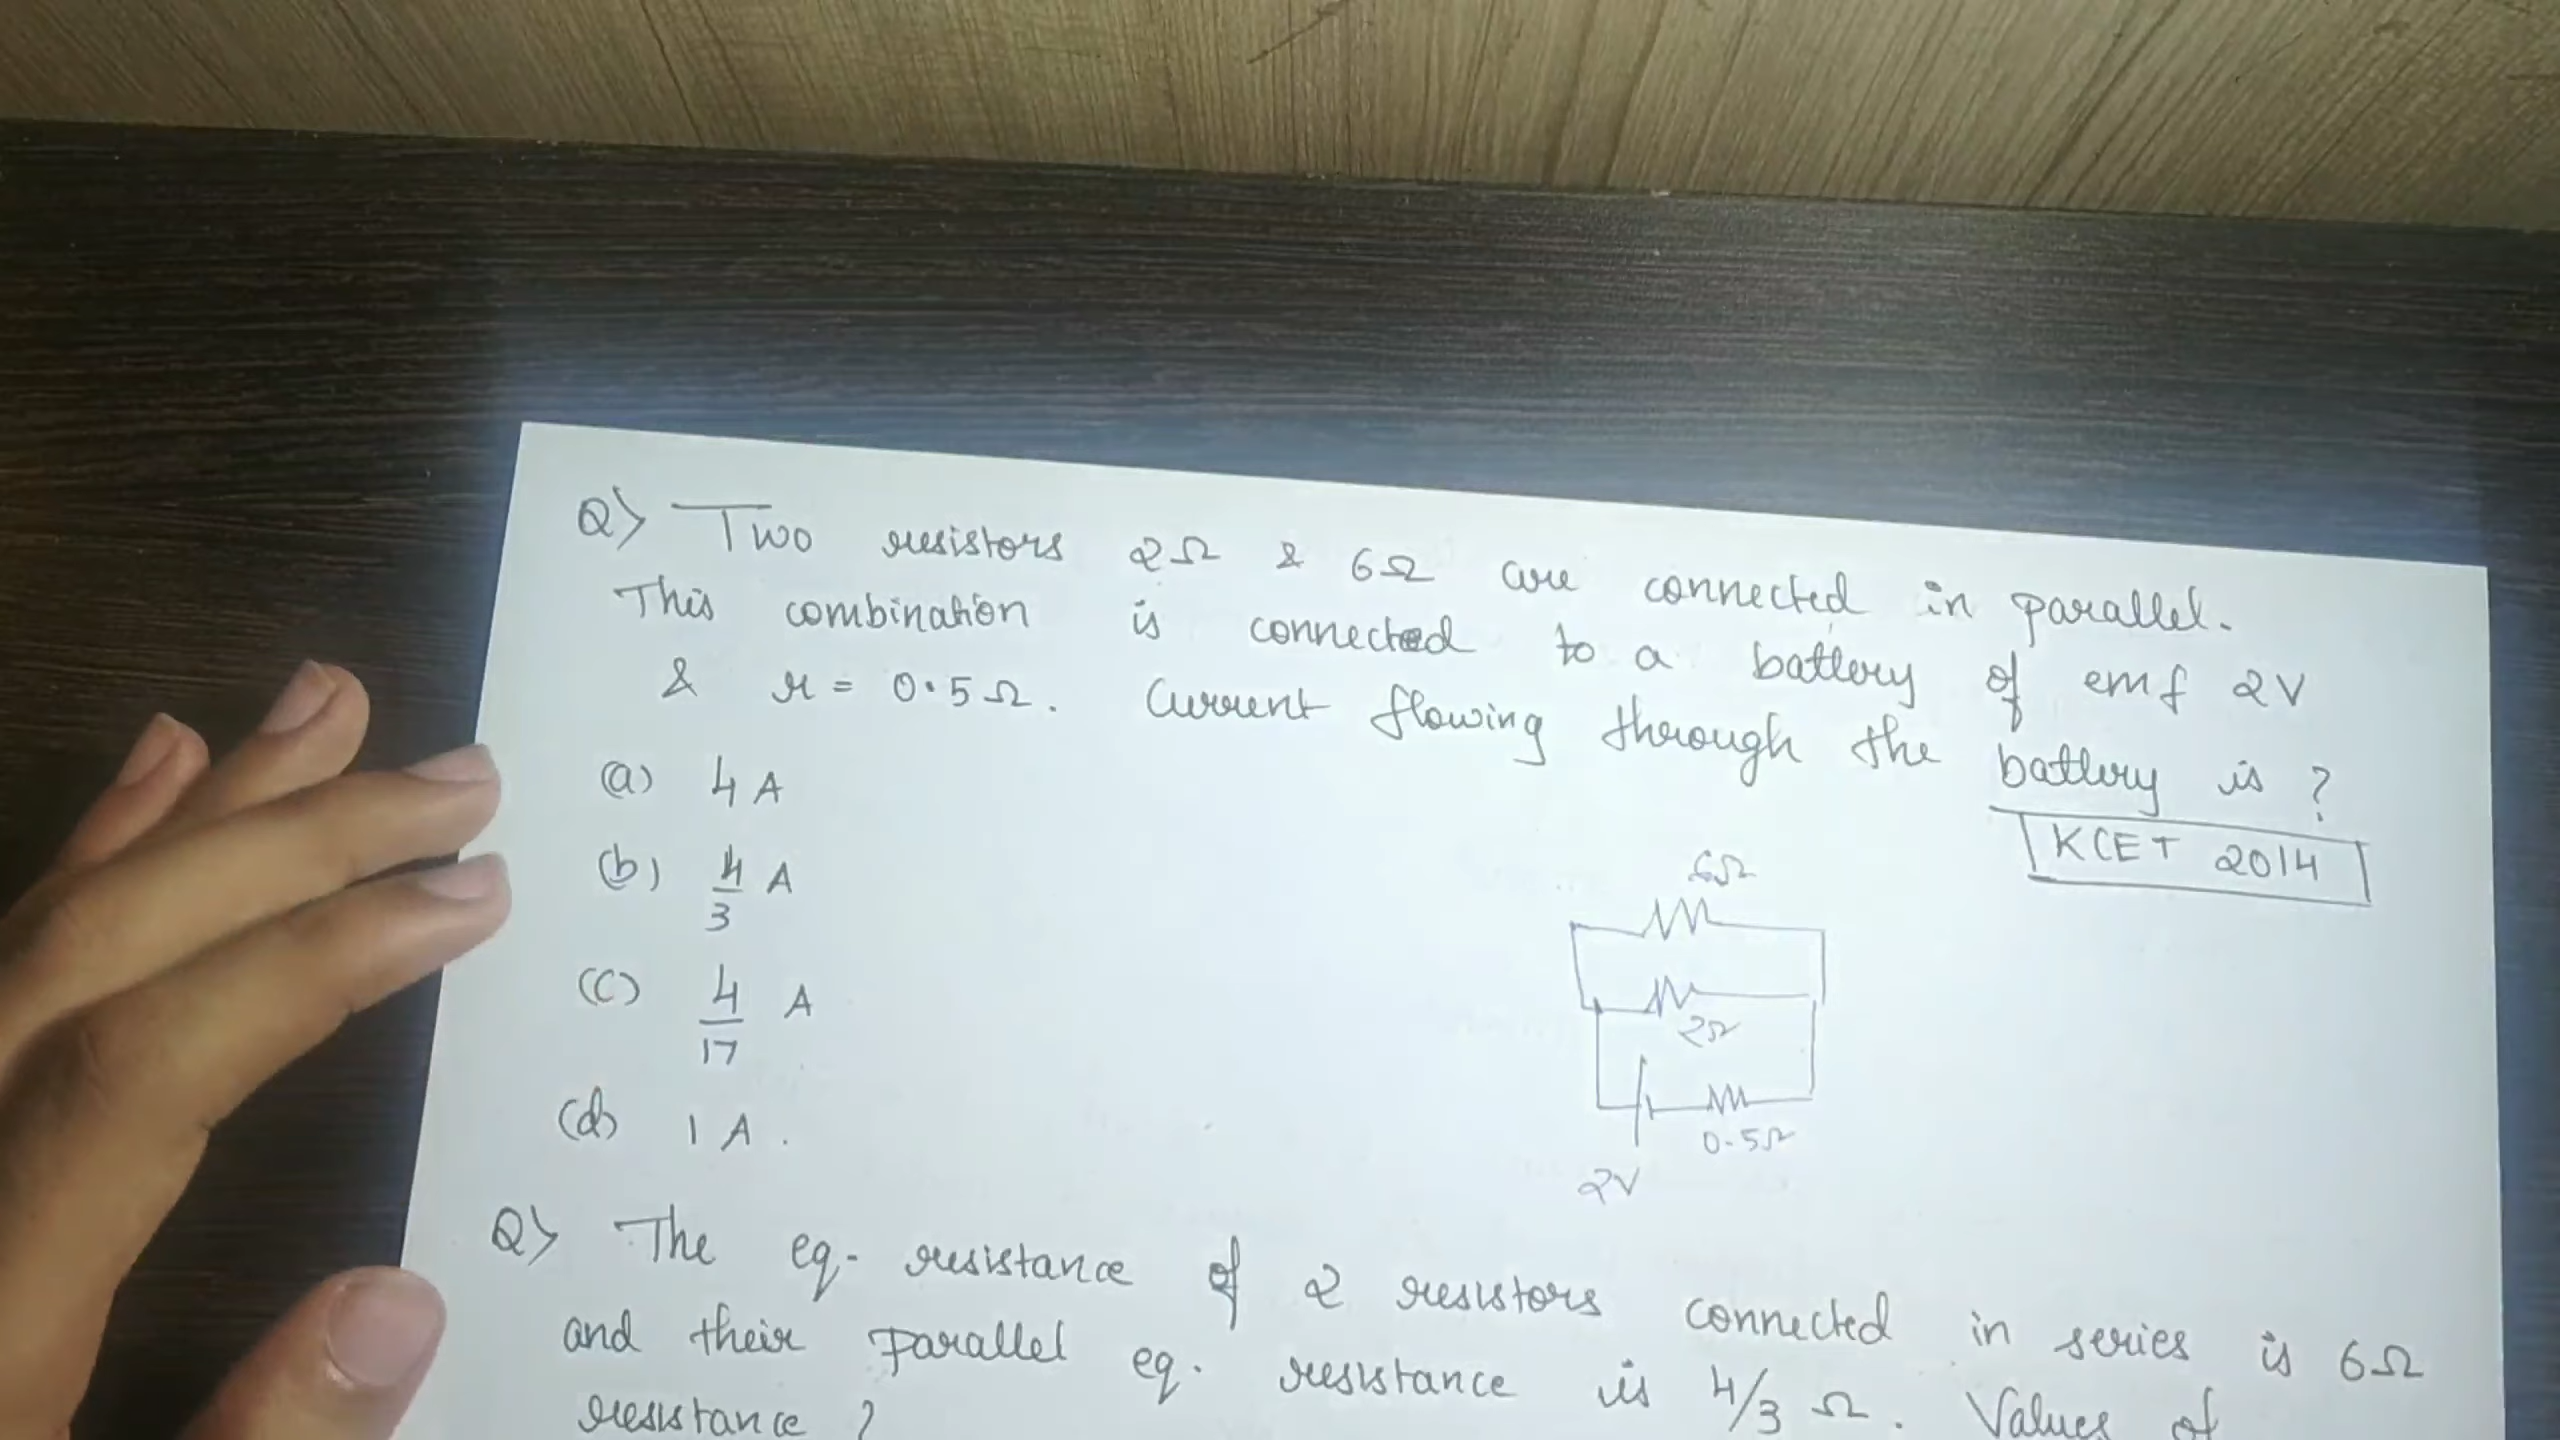 Q> Two resistors 2Ω & 6Ω are connected in parallel.
This combination is connected to a battery of emf 2V
& r = 0.5Ω. Current flowing through the battery is ?
KCET 2014
(a) 4 A
(b) 4/3 A
(c) 4/17 A
(d) 1 A.
6Ω
2Ω
0.5Ω
2V
Q> The eq. resistance of 2 resistors connected in series is 6Ω
and their parallel eq. resistance is 4/3 Ω. Values of
resistance ?